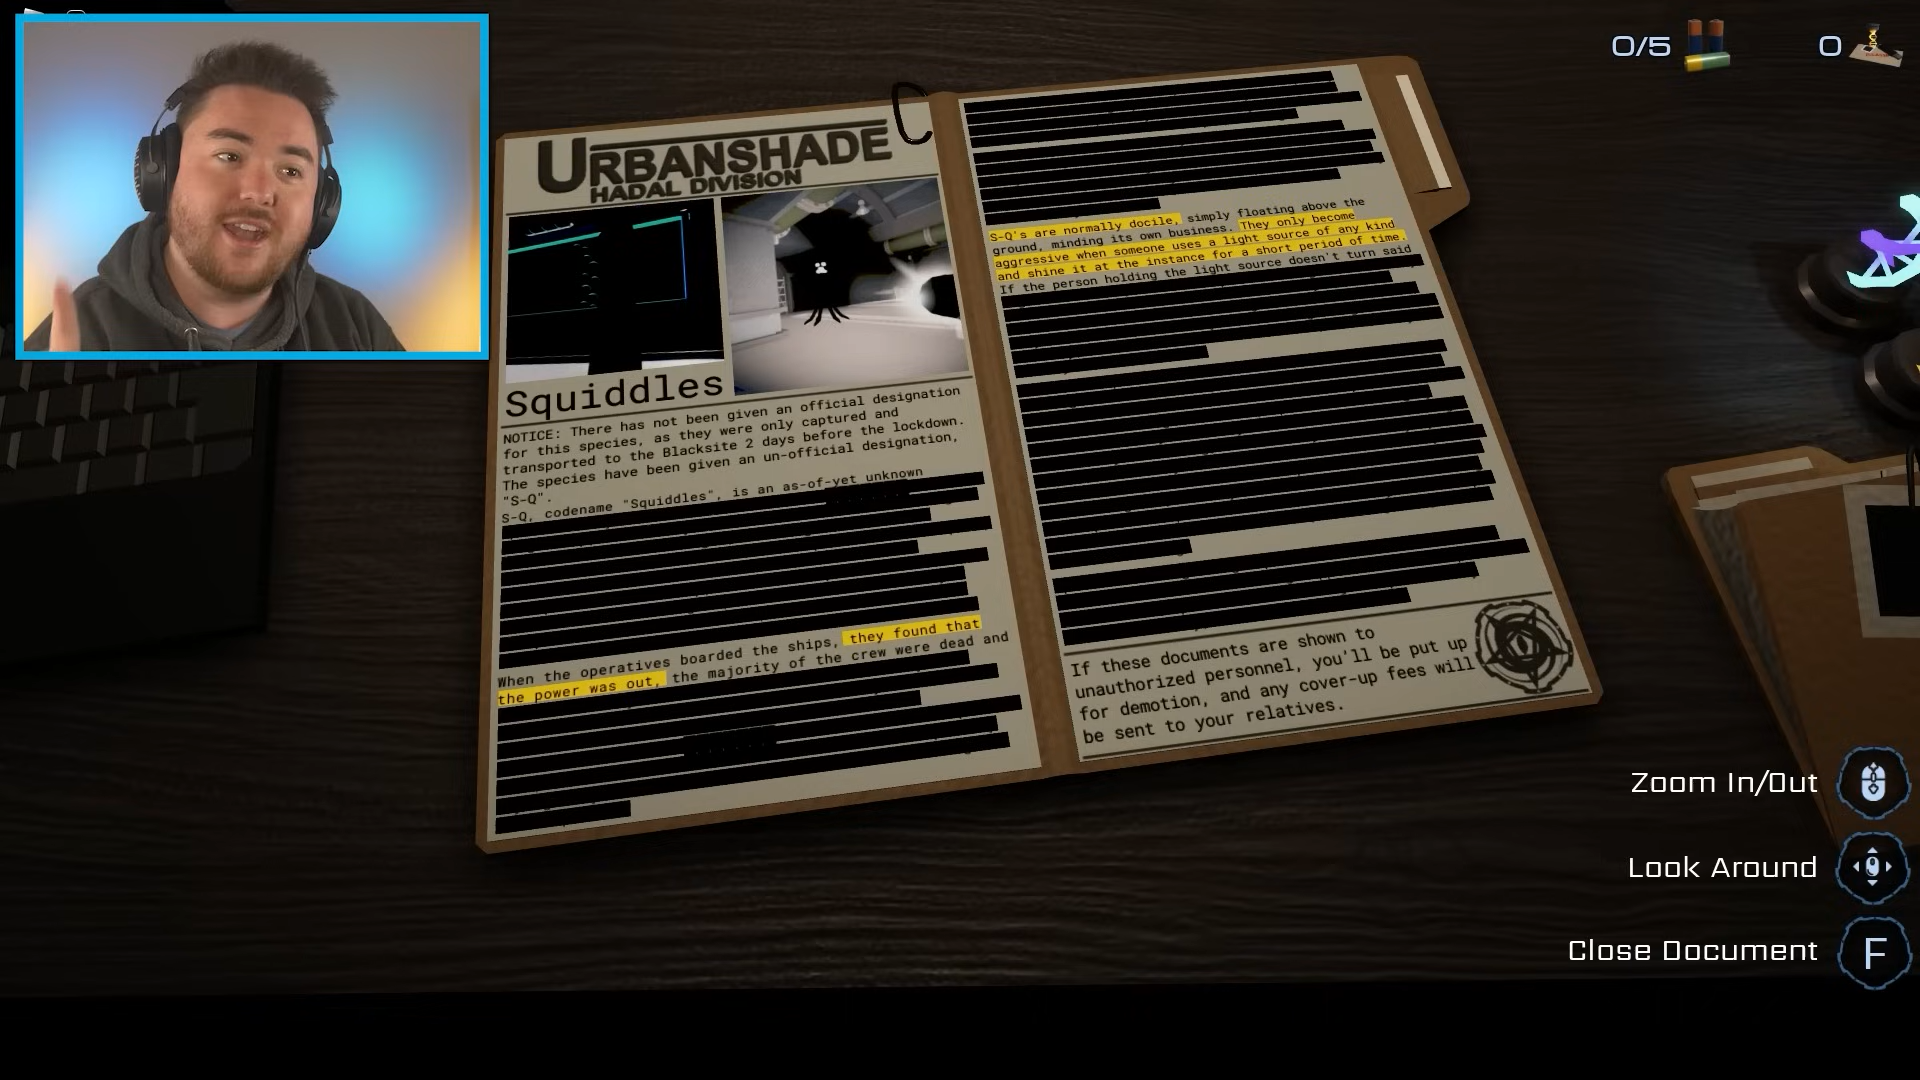 0/5
0
URBANSHADE
HADAL DIVISION
Squiddles
NOTICE: There has not been given an official designation
for this species, as they were only captured and
transported to the Blacksite 2 days before the lockdown.
The species have been given an un-official designation,
"S-Q".
S-Q, codename "Squiddles", is an as-of-yet unknown
When the operatives boarded the ships, they found that
the power was out, the majority of the crew were dead and
S-Q's are normally docile, simply floating above the
ground, minding its own business. They only become
aggressive when someone uses a light source of any kind
and shine it at the instance for a short period of time.
If the person holding the light source doesn't turn said
If these documents are shown to
unauthorized personnel, you'll be put up
for demotion, and any cover-up fees will
be sent to your relatives.
Zoom In/Out
Look Around
Close Document
F